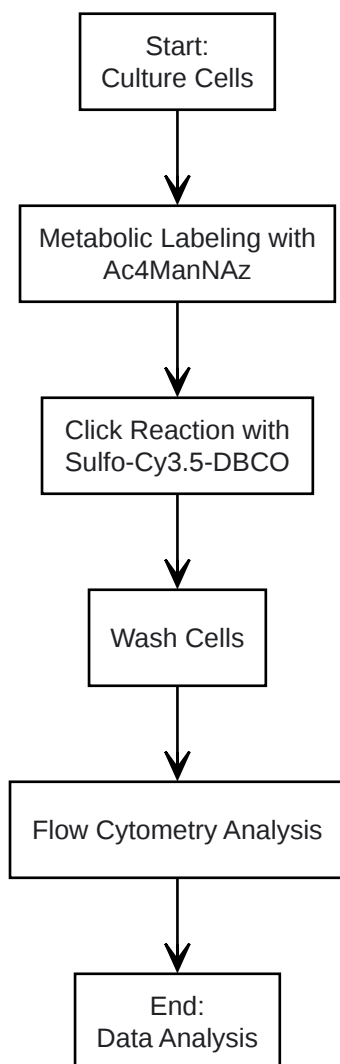 Start:
Culture Cells
Metabolic Labeling with
Ac4ManNAz
Click Reaction with
Sulfo-Cy3.5-DBCO
Wash Cells
Flow Cytometry Analysis
End:
Data Analysis